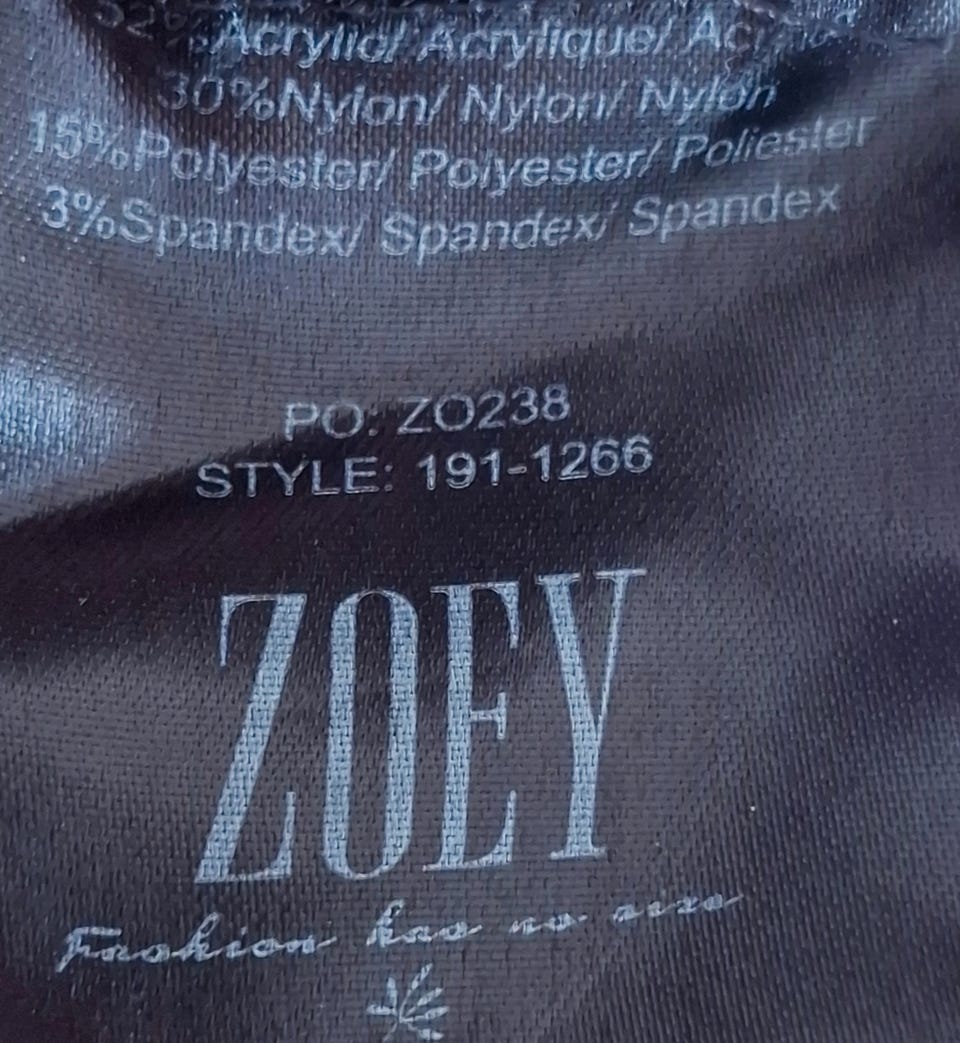 52%Acrylic/ Acrylique/
30%Nylon/ Nylon/ Nylon
15%Polyester/ Polyester/ Poliester
3%Spandex/ Spandex/ Spandex
PO: ZO238
STYLE: 191-1266
ZOEY
Fashion has no size